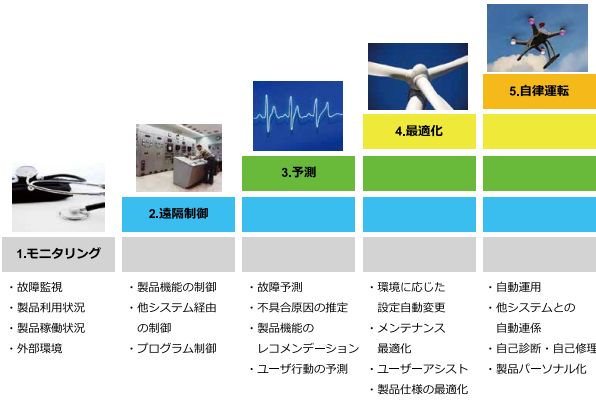 5.自律運転
4.最適化
3.予測
2.遠隔制御
1.モニタリング
・故障監視
・製品利用状況
・製品稼働状況
・外部環境
・製品機能の制御
・他システム経由
の制御
・プログラム制御
・故障予測
・不具合原因の推定
・製品機能の
レコメンデーション
・ユーザ行動の予測
・環境に応じた
設定自動変更
・メンテナンス
最適化
・ユーザーアシスト
・製品仕様の最適化
・自動運用
・他システムとの
自動連係
・自己診断・自己修理
・製品パーソナル化